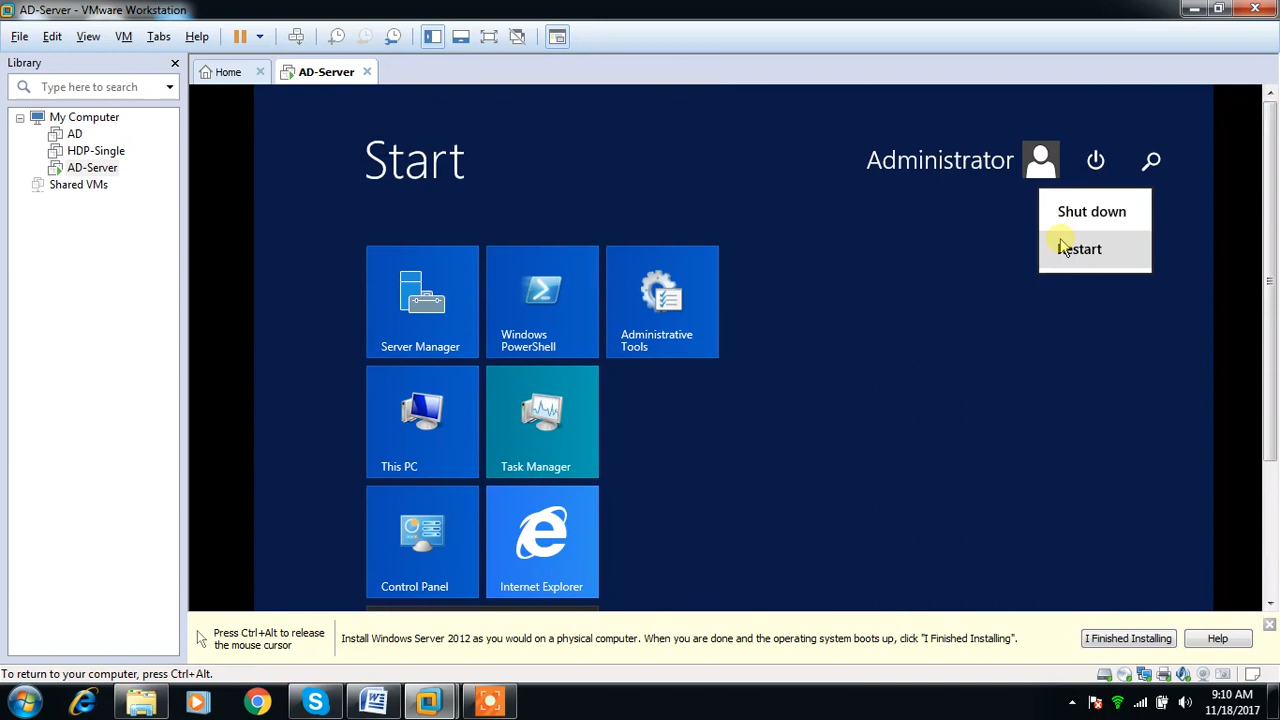 AD-Server - VMware Workstation
File Edit View VM Tabs Help
Library
Type here to search
Home
AD-Server
My Computer
AD
HDP-Single
AD-Server
Shared VMs
Start
Administrator
Shut down
Restart
Server Manager
Windows
PowerShell
Administrative
Tools
This PC
Task Manager
Control Panel
Internet Explorer
Press Ctrl+Alt to release
the mouse cursor
Install Windows Server 2012 as you would on a physical computer. When you are done and the operating system boots up, click "I Finished Installing".
I Finished Installing
Help
To return to your computer, press Ctrl+Alt.
9:10 AM
11/18/2017